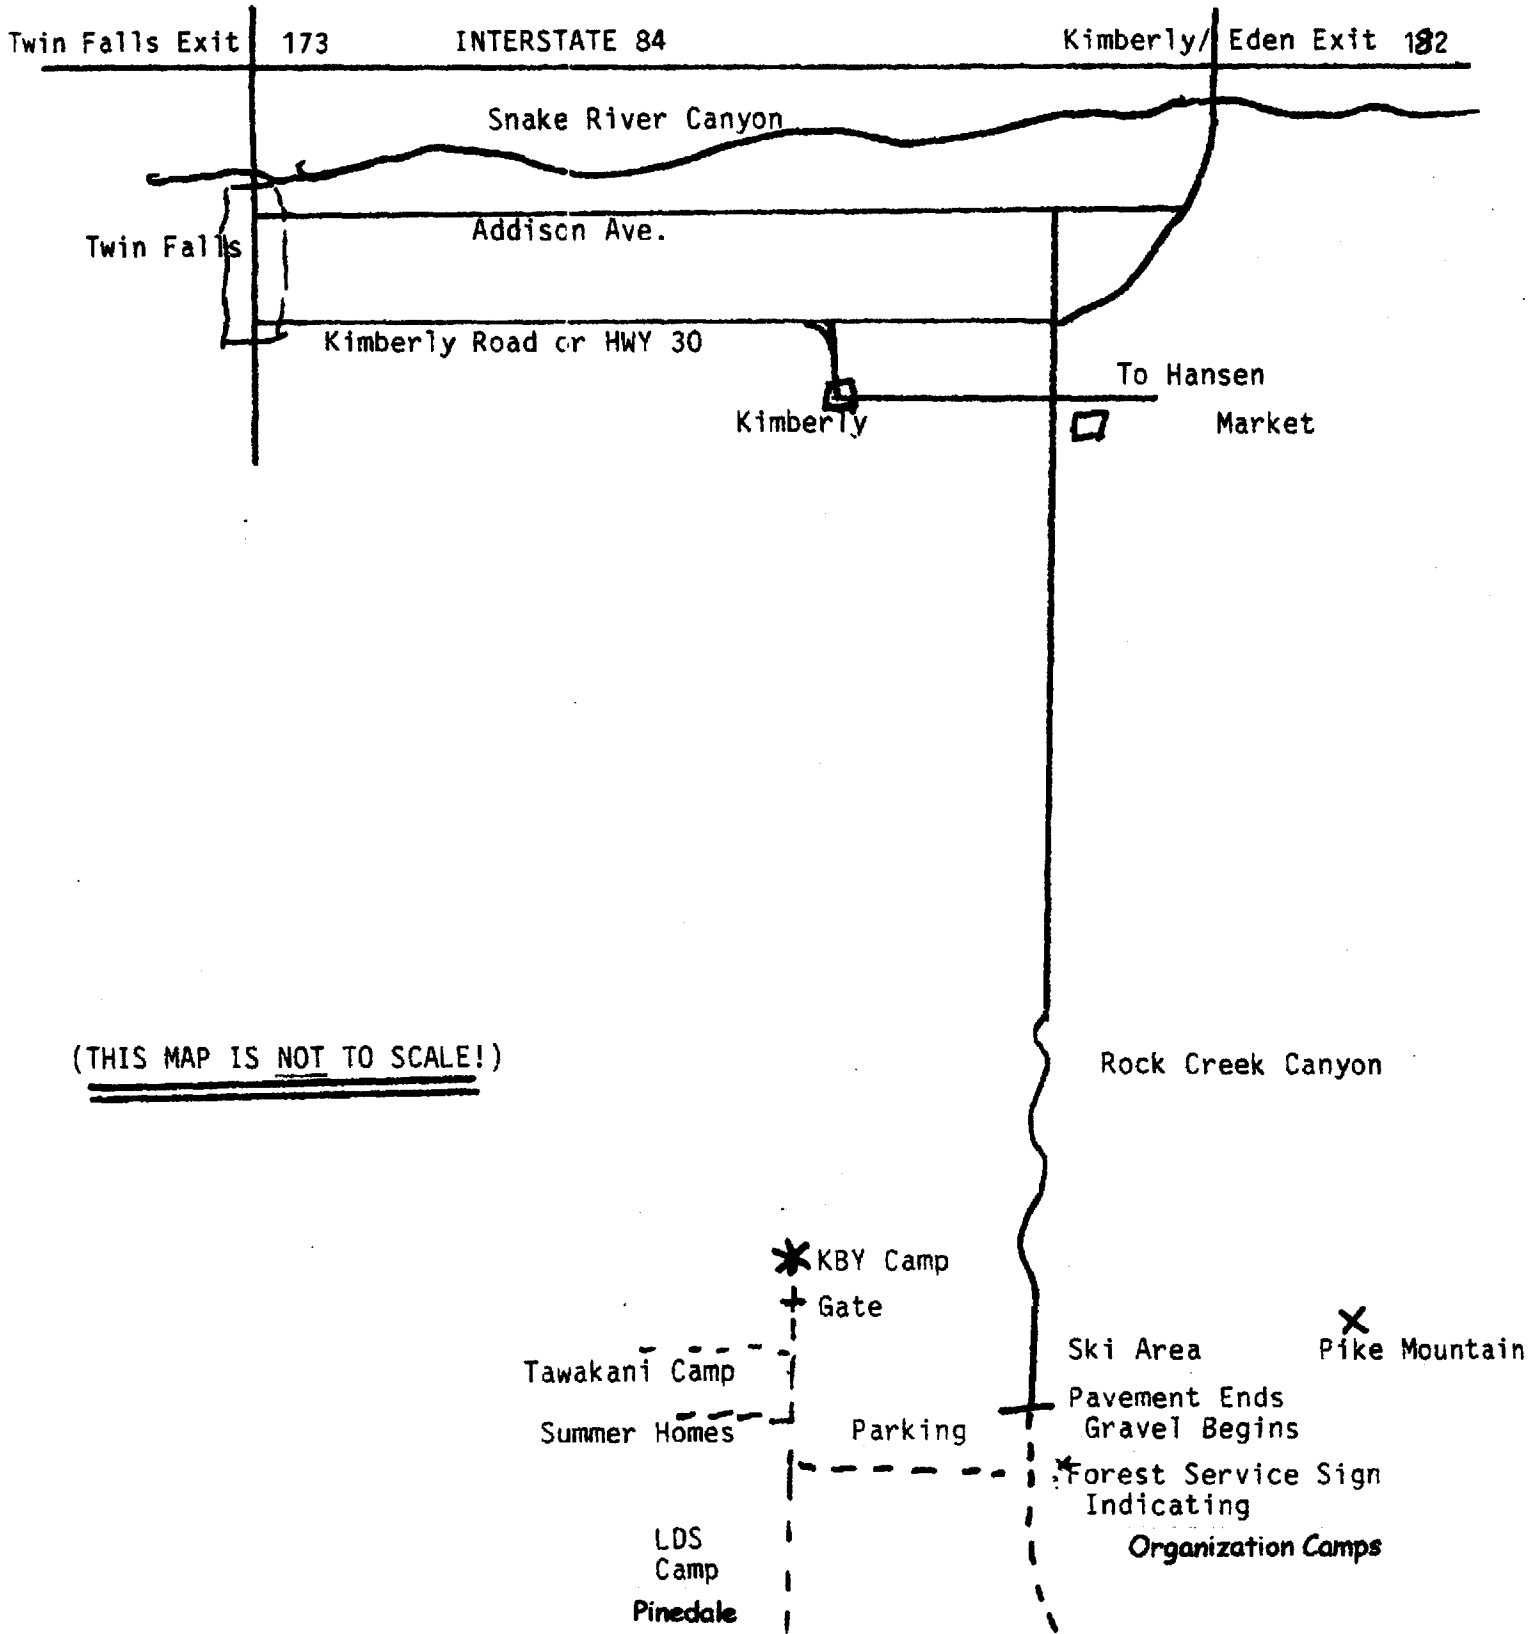 Twin Falls Exit 173 INTERSTATE 84 Kimberly/ Eden Exit 182
Snake River Canyon
Addison Ave.
Twin Falls
Kimberly Road or HWY 30
To Hansen
Kimberly
Market
(THIS MAP IS NOT TO SCALE!)
Rock Creek Canyon
KBY Camp
Gate
Ski Area
Pike Mountain
Tawakani Camp
Pavement Ends
Gravel Begins
Summer Homes
Parking
Forest Service Sign
Indicating
Organization Camps
LDS
Camp
Pinedale